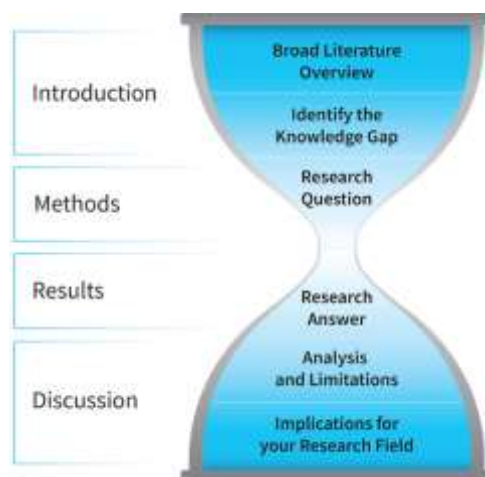 Introduction
Methods
Results
Discussion
Broad Literature
Overview
Identify the
Knowledge Gap
Research
Question
Research
Answer
Analysis
and Limitations
Implications for
your Research Field